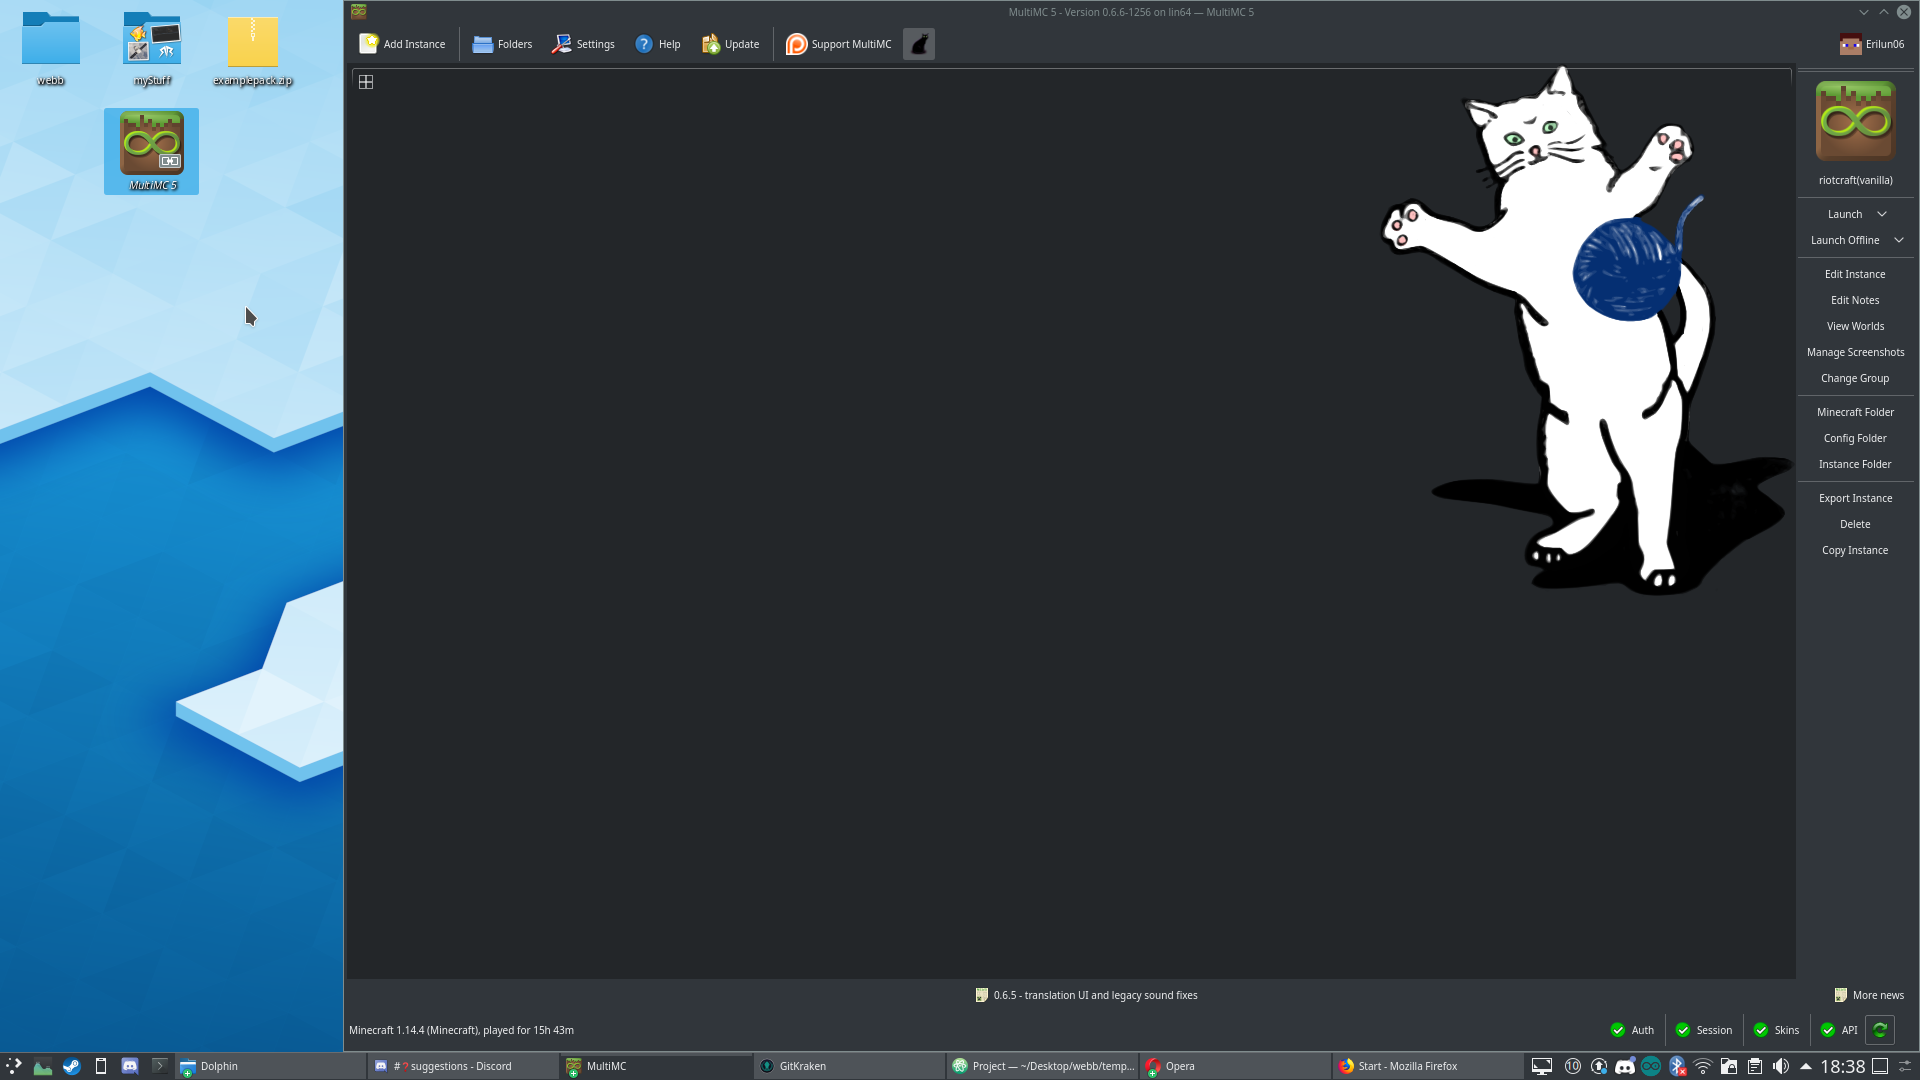 webb
myStuff
examplepack.zip
MultiMC 5
MultiMC 5 - Version 0.6.6-1256 on lin64 — MultiMC 5
Add Instance
Folders
Settings
Help
Update
Support MultiMC
Erilun06
riotcraft(vanilla)
Launch
Launch Offline
Edit Instance
Edit Notes
View Worlds
Manage Screenshots
Change Group
Minecraft Folder
Config Folder
Instance Folder
Export Instance
Delete
Copy Instance
0.6.5 - translation UI and legacy sound fixes
More news
Minecraft 1.14.4 (Minecraft), played for 15h 43m
Auth
Session
Skins
API
Dolphin
# ? suggestions - Discord
MultiMC
GitKraken
Project — ~/Desktop/webb/temp...
Opera
Start - Mozilla Firefox
10
18:38